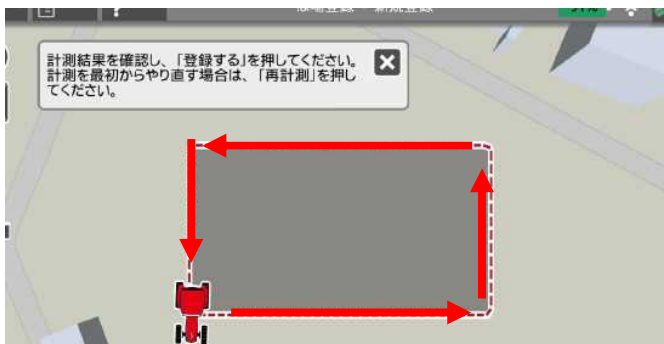 計測結果を確認し、「登録する」を押してください。
計測を最初からやり直す場合は、「再計測」を押し
てください。